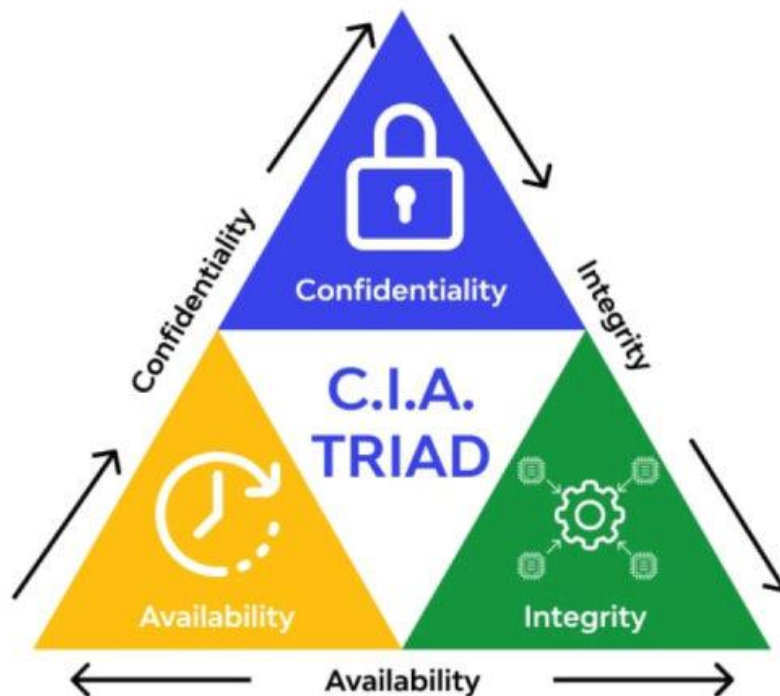 Confidentiality
Confidentiality
Integrity
C.I.A.
TRIAD
Availability
Integrity
Availability